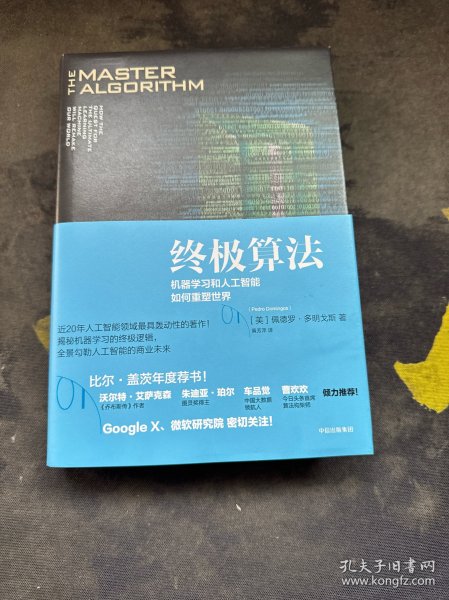 THE
MASTER
ALGORITHM
HOW THE
QUEST FOR
THE ULTIMATE
LEARNING
MACHINE
WILL REMAKE
OUR WORLD
终极算法
机器学习和人工智能
如何重塑世界
[Pedro Domingos]
[美]佩德罗·多明戈斯 著
黄芳萍 译
近20年人工智能领域最具轰动性的著作！
揭秘机器学习的终极逻辑，
全景勾勒人工智能的商业未来
比尔·盖茨年度荐书！
沃尔特·艾萨克森
《乔布斯传》作者
朱迪亚·珀尔
图灵奖得主
车品觉
中国大数据
领航人
曹欢欢
今日头条首席
算法架构师
倾力推荐！
Google X、微软研究院 密切关注！
中信出版集团
孔夫子旧书网
www.kongfz.com